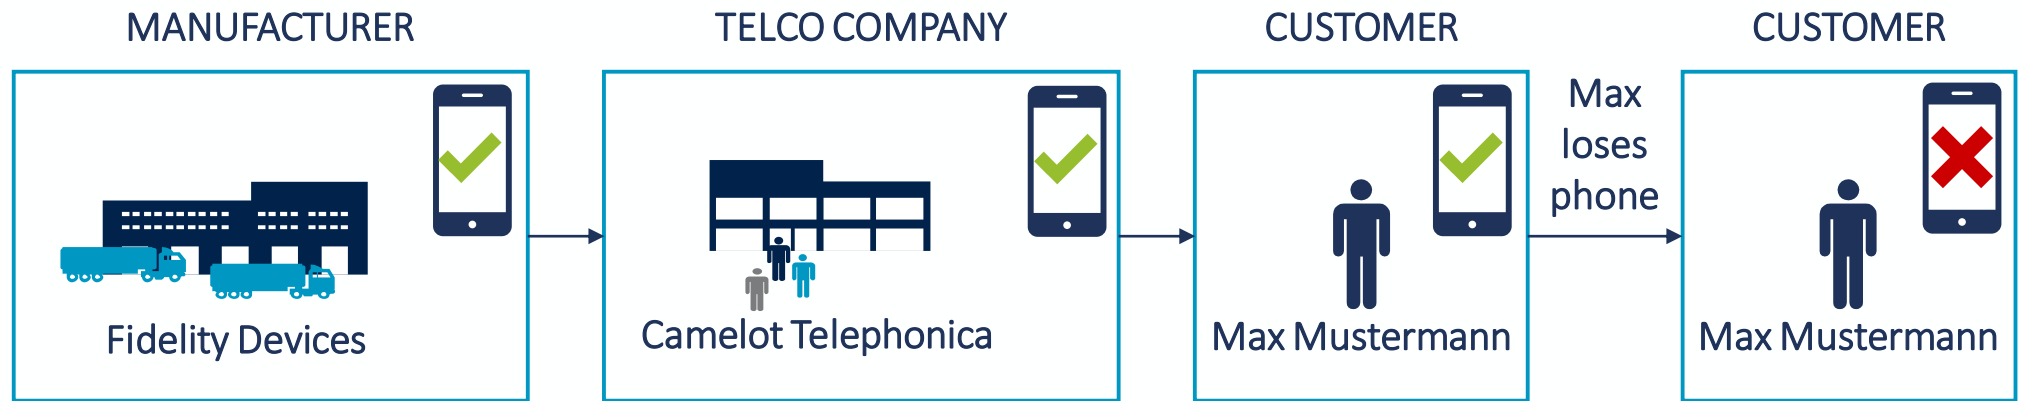 MANUFACTURER
TELCO COMPANY
CUSTOMER
CUSTOMER
Fidelity Devices
Camelot Telephonica
Max Mustermann
Max
loses
phone
Max Mustermann